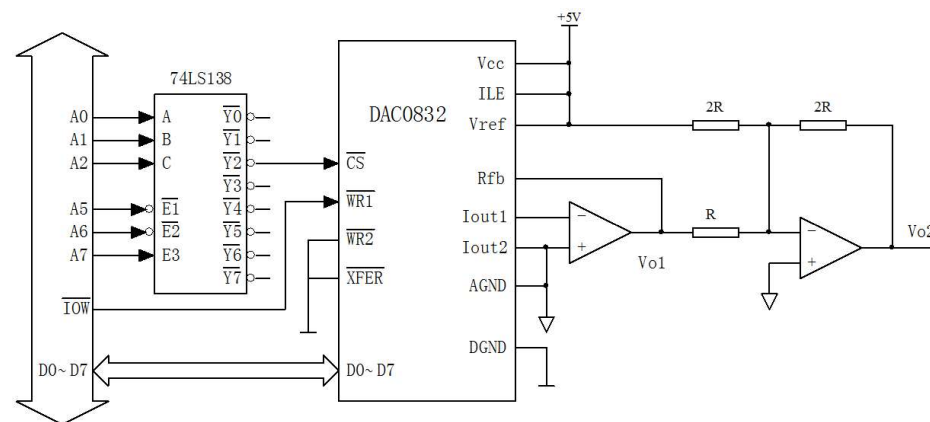 +5V
74LS138
DAC0832
Vcc
ILE
Vref
2R
2R
A0
A
Y0
A1
B
Y1
A2
C
Y2
CS
Y3
Rfb
A5
E1
Y4
WR1
Iout1
−
R
A6
E2
Y5
WR2
Iout2
+
Vo1
−
Vo2
A7
E3
Y6
XFER
AGND
+
Y7
IOW
DGND
D0~D7
D0~D7